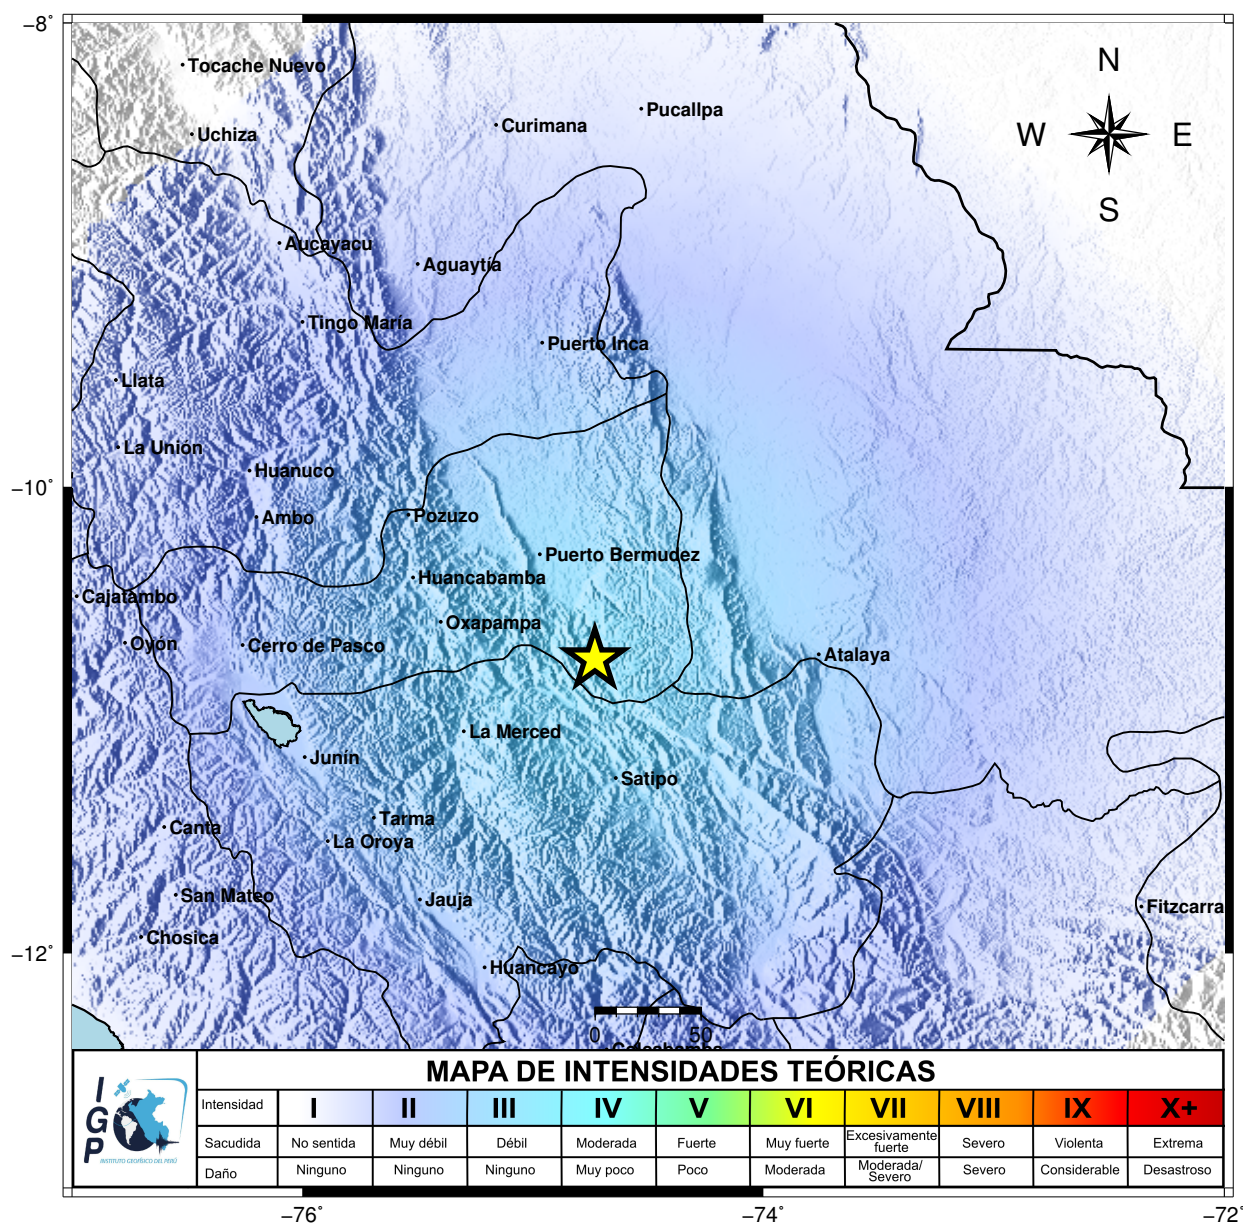 −8°
Tocache Nuevo
N
Pucallpa
Curimana
Uchiza
W
E
S
Aucayacu
Aguaytía
Tingo María
Puerto Inca
Llata
La Unión
Huanuco
−10°
Ambo
Pozuzo
Puerto Bermudez
Huancabamba
Cajatambo
Oxapampa
Oyón
Cerro de Pasco
Atalaya
La Merced
Junín
Satipo
Tarma
Canta
La Oroya
San Mateo
Jauja
Fitzcarra
Chosica
−12°
Huancayo
0 50
MAPA DE INTENSIDADES TEÓRICAS
IGP
INSTITUTO GEOFÍSICO DEL PERÚ
Intensidad I II III IV V VI VII VIII IX X+
Sacudida No sentida Muy débil Débil Moderada Fuerte Muy fuerte Excesivamente fuerte Severo Violenta Extrema
Daño Ninguno Ninguno Ninguno Muy poco Poco Moderada Moderada/ Severo Severo Considerable Desastroso
−76° −74° −72°